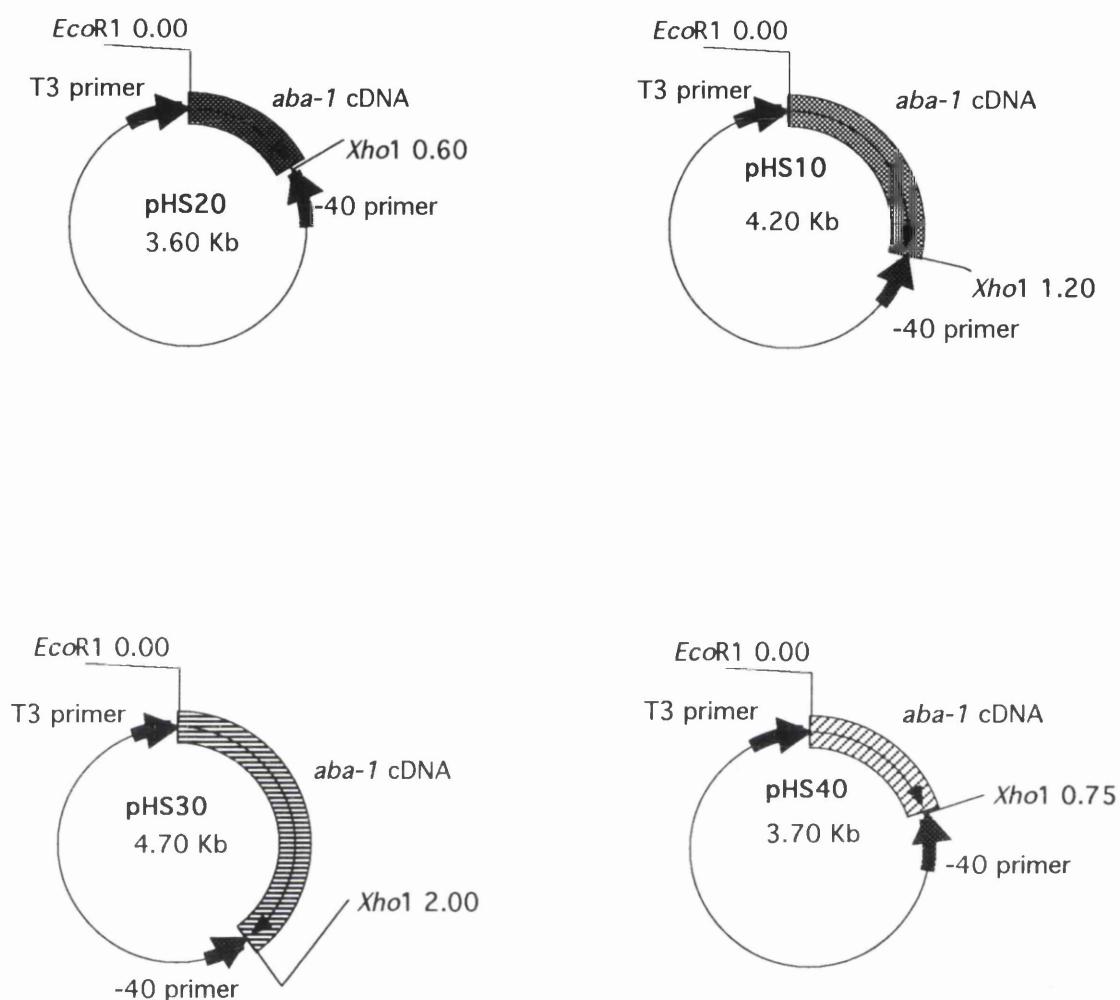 EcoR1 0.00
T3 primer
aba-1 cDNA
Xho1 0.60
pHS20
3.60 Kb
-40 primer
EcoR1 0.00
T3 primer
aba-1 cDNA
pHS10
4.20 Kb
Xho1 1.20
-40 primer
EcoR1 0.00
T3 primer
aba-1 cDNA
pHS30
4.70 Kb
Xho1 2.00
-40 primer
EcoR1 0.00
T3 primer
aba-1 cDNA
pHS40
3.70 Kb
Xho1 0.75
-40 primer